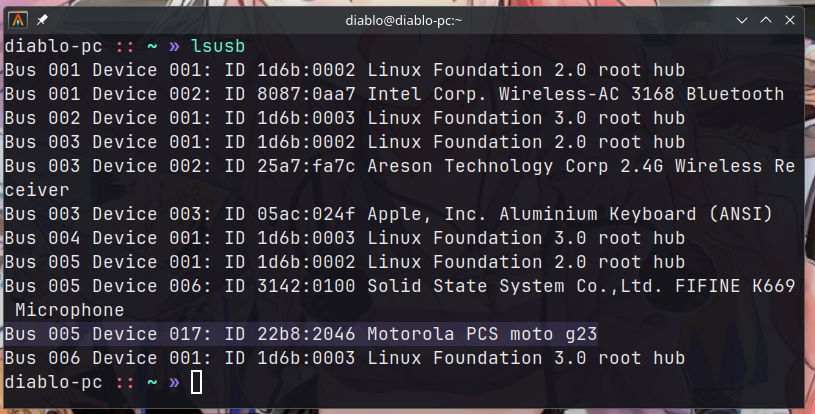 diablo@diablo-pc:~
diablo-pc :: ~ » lsusb
Bus 001 Device 001: ID 1d6b:0002 Linux Foundation 2.0 root hub
Bus 001 Device 002: ID 8087:0aa7 Intel Corp. Wireless-AC 3168 Bluetooth
Bus 002 Device 001: ID 1d6b:0003 Linux Foundation 3.0 root hub
Bus 003 Device 001: ID 1d6b:0002 Linux Foundation 2.0 root hub
Bus 003 Device 002: ID 25a7:fa7c Areson Technology Corp 2.4G Wireless Re
ceiver
Bus 003 Device 003: ID 05ac:024f Apple, Inc. Aluminium Keyboard (ANSI)
Bus 004 Device 001: ID 1d6b:0003 Linux Foundation 3.0 root hub
Bus 005 Device 001: ID 1d6b:0002 Linux Foundation 2.0 root hub
Bus 005 Device 006: ID 3142:0100 Solid State System Co.,Ltd. FIFINE K669
 Microphone
Bus 005 Device 017: ID 22b8:2046 Motorola PCS moto g23
Bus 006 Device 001: ID 1d6b:0003 Linux Foundation 3.0 root hub
diablo-pc :: ~ »